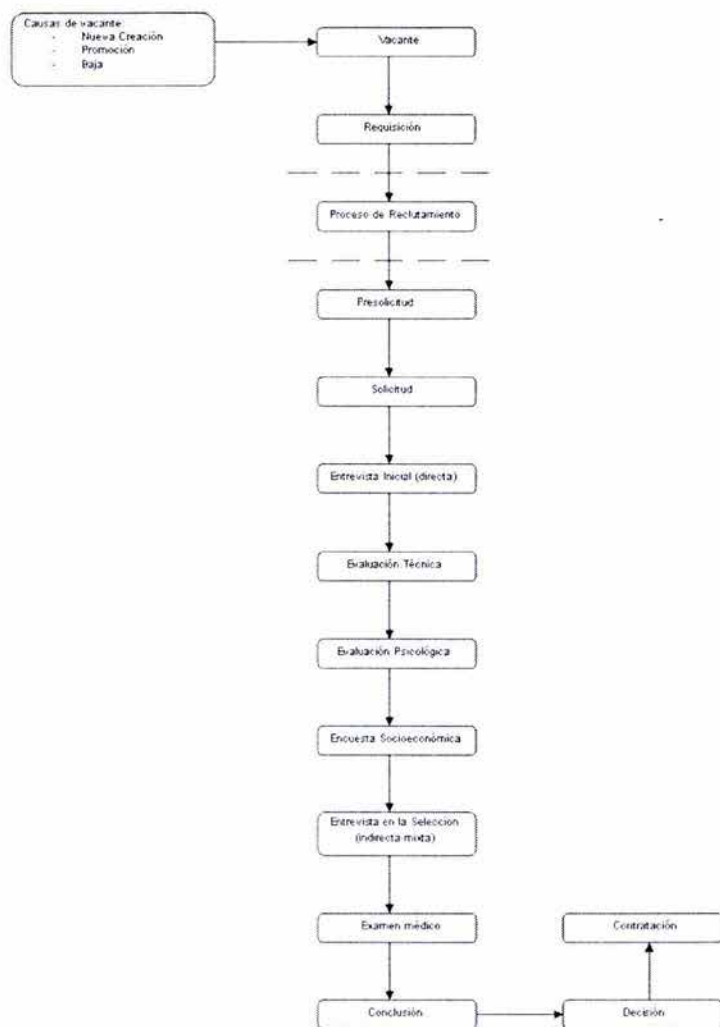 Causas de vacante:
- Nueva Creación
- Promoción
- Baja
Vacante
Requisición
Proceso de Reclutamiento
Presolicitud
Solicitud
Entrevista Inicial (directa)
Evaluación Técnica
Evaluación Psicológica
Encuesta Socioeconómica
Entrevista en la Selección
(indirecta-mixta)
Examen médico
Contratación
Conclusión
Decisión